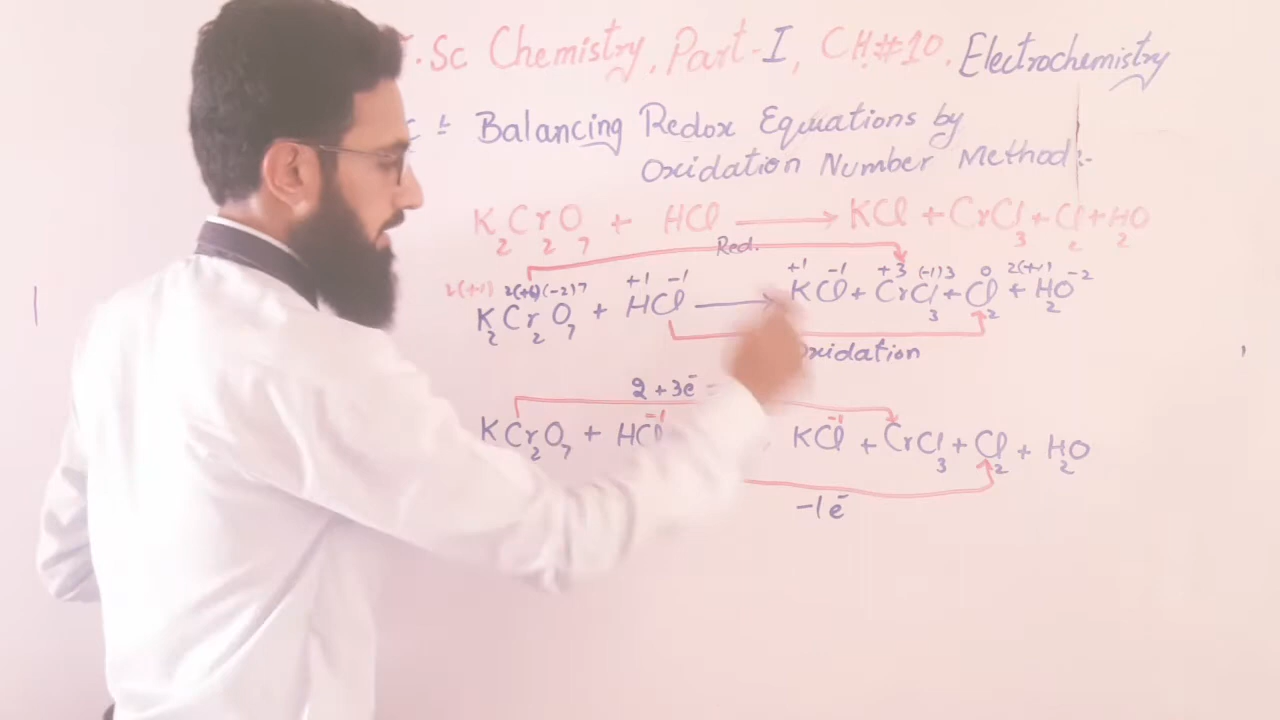 .Sc Chemistry, Part-I, CH.#10. Electrochemistry
Balancing Redox Equations by
Oxidation Number Method:-
K₂Cr₂O₇ + HCl → KCl + CrCl₃ + Cl₂ + H₂O
Red.
2(+1) 2(+6) (-2)7 +1 -1 +1 -1 +3 (-1)3 0 2(+1) -2
K₂Cr₂O₇ + HCl → KCl + CrCl₃ + Cl₂ + H₂O
oxidation
2 + 3e⁻ =
-1 -1
KCr₂O₇ + HCl KCl + CrCl₃ + Cl₂ + H₂O
-1e⁻